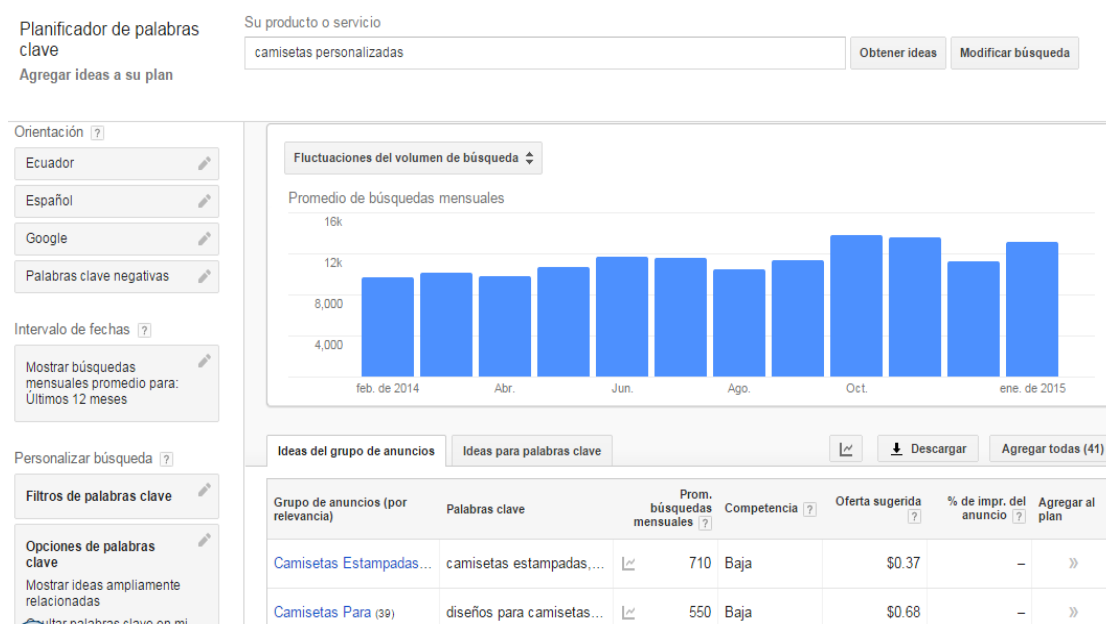 Planificador de palabras
clave
Agregar ideas a su plan
Su producto o servicio
camisetas personalizadas
Obtener ideas
Modificar búsqueda
Orientación ?
Ecuador
Español
Google
Palabras clave negativas
Intervalo de fechas ?
Mostrar búsquedas
mensuales promedio para:
Últimos 12 meses
Personalizar búsqueda ?
Filtros de palabras clave
Opciones de palabras
clave
Mostrar ideas ampliamente
relacionadas
palabras clave en mi
Fluctuaciones del volumen de búsqueda
Promedio de búsquedas mensuales
16k
12k
8,000
4,000
feb. de 2014 Abr. Jun. Ago. Oct. ene. de 2015
Ideas del grupo de anuncios
Ideas para palabras clave
Descargar
Agregar todas (41)
Grupo de anuncios (por
relevancia)
Palabras clave
Prom.
búsquedas
mensuales ?
Competencia ?
Oferta sugerida
?
% de impr. del
anuncio ?
Agregar al
plan
Camisetas Estampadas... camisetas estampadas,... 710 Baja $0.37 – »
Camisetas Para (39) diseños para camisetas... 550 Baja $0.68 – »